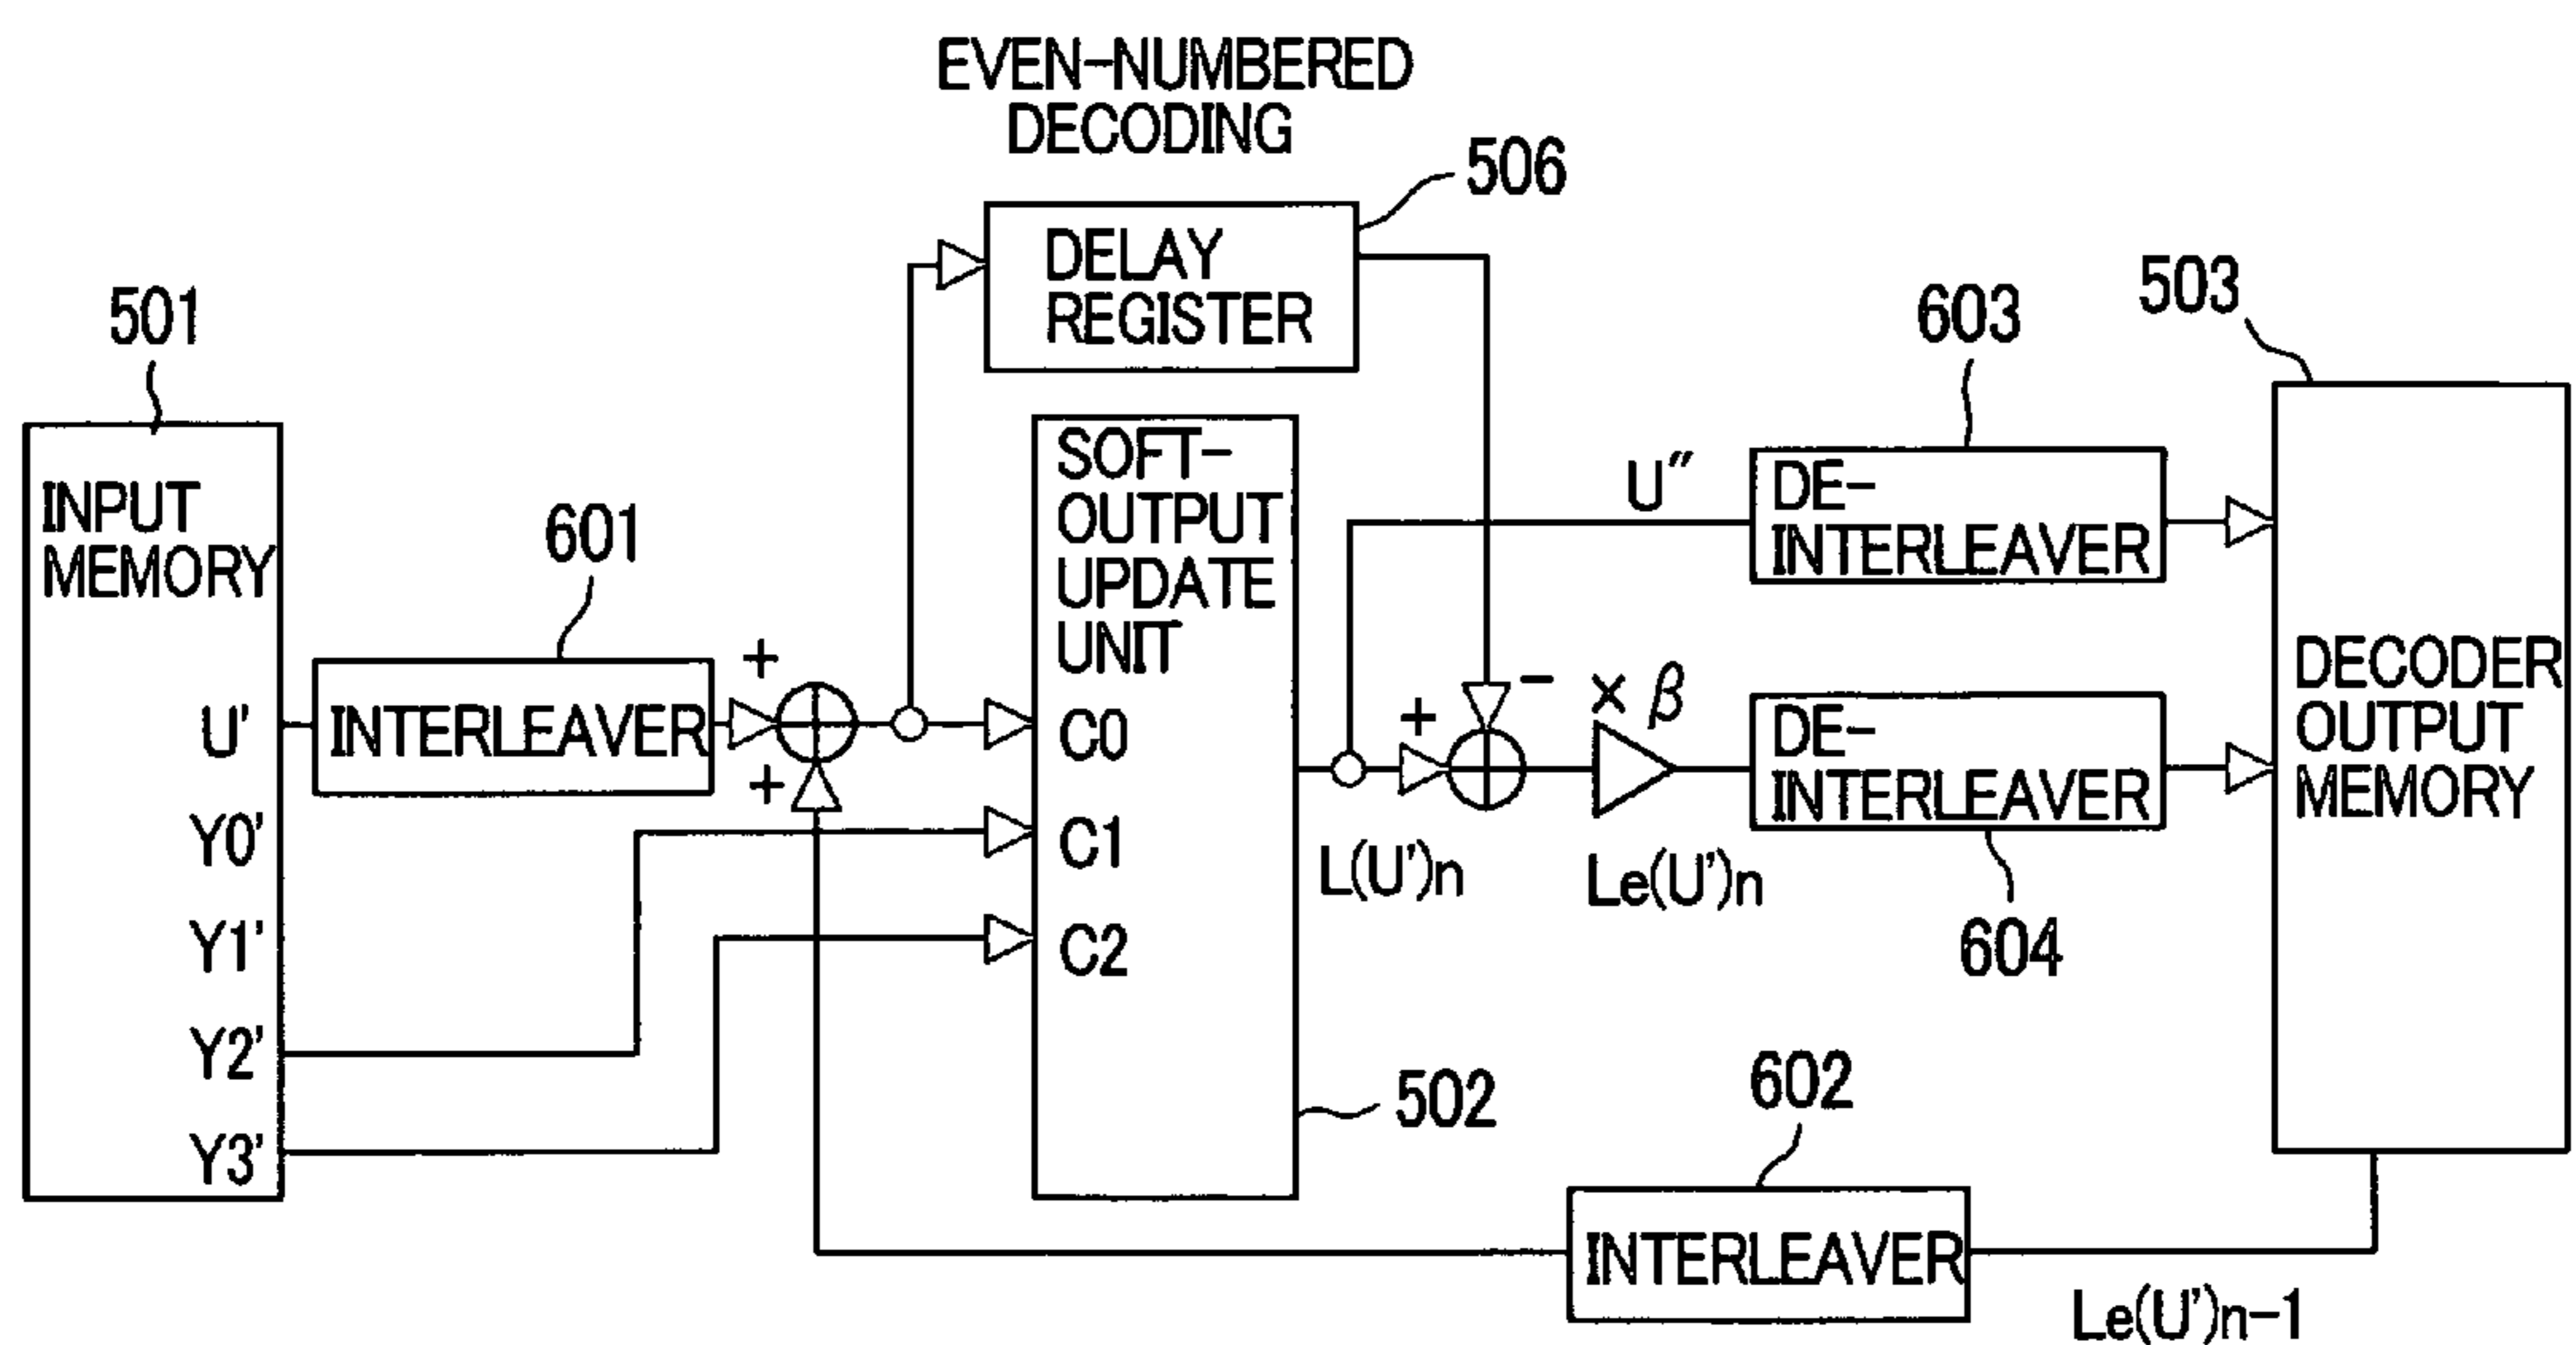 EVEN-NUMBERED
DECODING
506
DELAY
REGISTER
501
INPUT
MEMORY
U'
Y0'
Y1'
Y2'
Y3'
601
INTERLEAVER
+
+
SOFT-
OUTPUT
UPDATE
UNIT
C0
C1
C2
502
L(U')n
+
-
× β
Le(U')n
U"
603
DE-
INTERLEAVER
DE-
INTERLEAVER
604
503
DECODER
OUTPUT
MEMORY
602
INTERLEAVER
Le(U')n-1